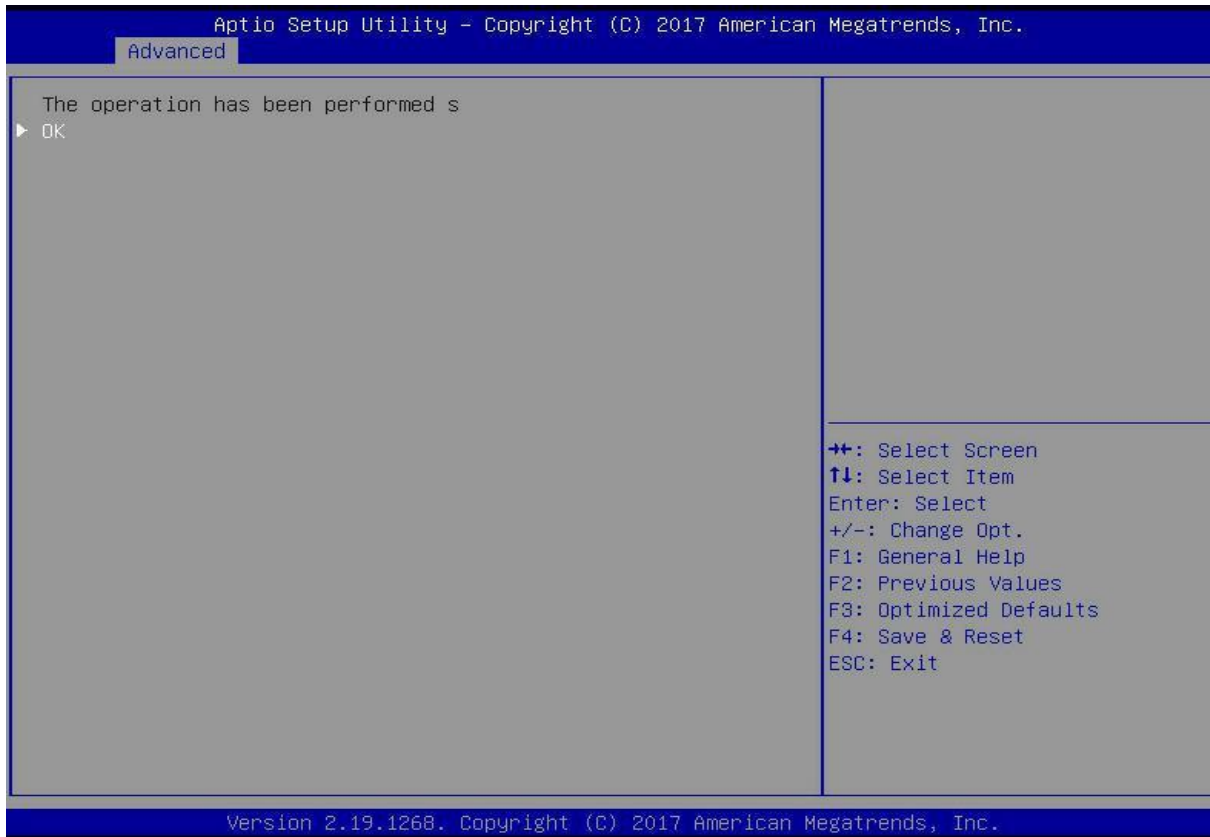 Aptio Setup Utility – Copyright (C) 2017 American Megatrends, Inc.
Advanced
The operation has been performed s
► OK
→←: Select Screen
↑↓: Select Item
Enter: Select
+/-: Change Opt.
F1: General Help
F2: Previous Values
F3: Optimized Defaults
F4: Save & Reset
ESC: Exit
Version 2.19.1268. Copyright (C) 2017 American Megatrends, Inc.